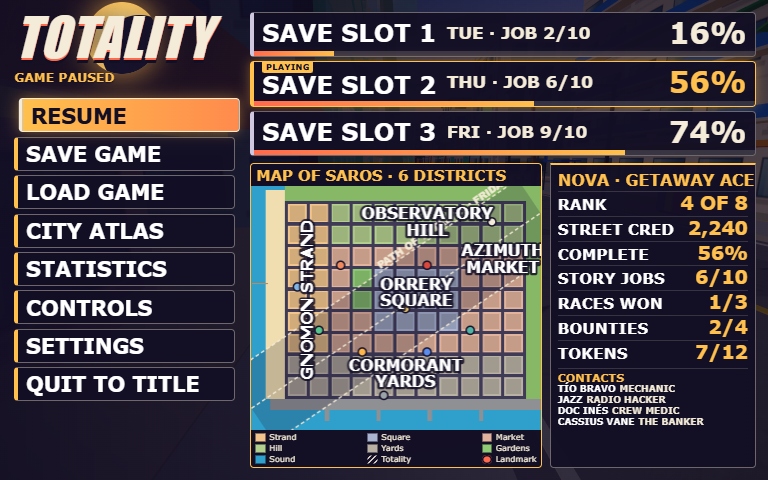 TOTALITY
GAME PAUSED
RESUME
SAVE GAME
LOAD GAME
CITY ATLAS
STATISTICS
CONTROLS
SETTINGS
QUIT TO TITLE
SAVE SLOT 1 TUE · JOB 2/10 16%
PLAYING
SAVE SLOT 2 THU · JOB 6/10 56%
SAVE SLOT 3 FRI · JOB 9/10 74%
MAP OF SAROS · 6 DISTRICTS
OBSERVATORY
HILL
AZIMUTH
MARKET
GNOMON STRAND
ORRERY
SQUARE
CORMORANT
YARDS
Strand Square Market
Hill Yards Gardens
Sound Totality Landmark
NOVA · GETAWAY ACE
RANK 4 OF 8
STREET CRED 2,240
COMPLETE 56%
STORY JOBS 6/10
RACES WON 1/3
BOUNTIES 2/4
TOKENS 7/12
CONTACTS
TÍO BRAVO MECHANIC
JAZZ RADIO HACKER
DOC INÉS CREW MEDIC
CASSIUS VANE THE BANKER